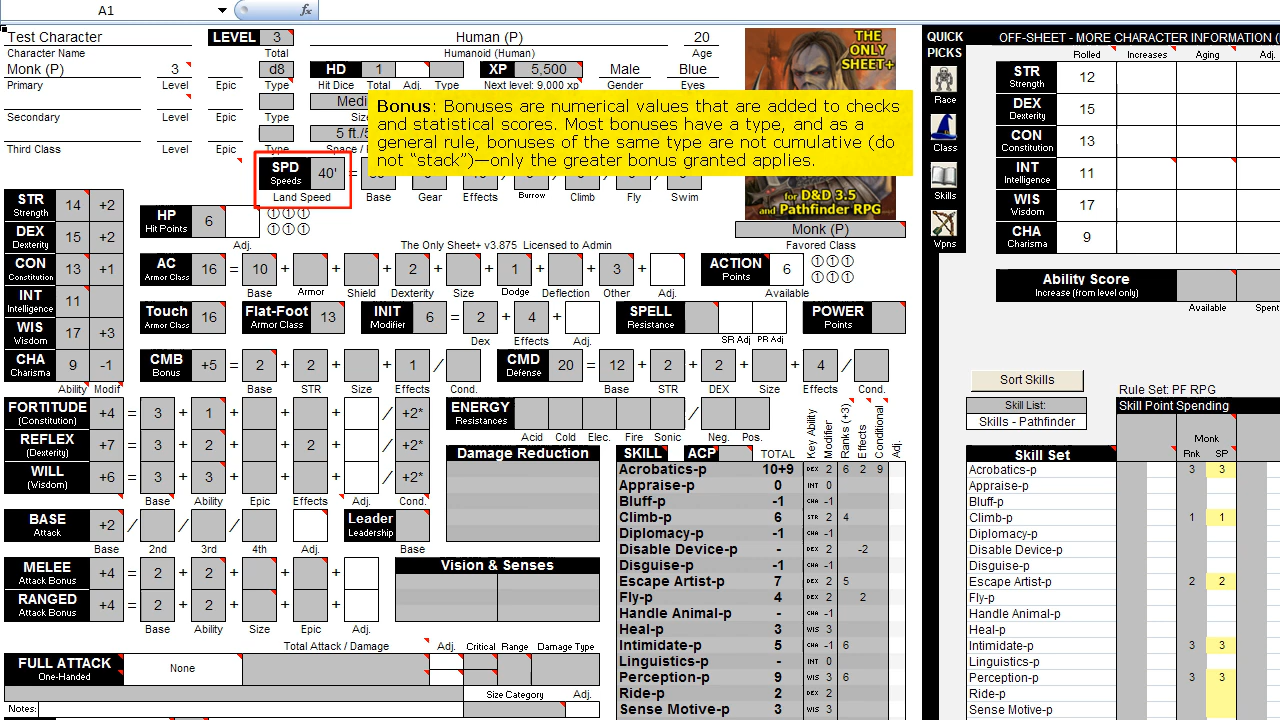 A1
fx
Test Character LEVEL 3 Human (P) 20
Character Name Total Humanoid (Human) Age
Monk (P) 3 d8 HD 1 XP 5,500 Male Blue
Primary Level Epic Type Hit Dice Total Adj. Type Next level: 9,000 xp Gender Eyes
Secondary Level Epic Type
Third Class Level Epic Type
5 ft./5
Bonus: Bonuses are numerical values that are added to checks
and statistical scores. Most bonuses have a type, and as a
general rule, bonuses of the same type are not cumulative (do
not "stack")—only the greater bonus granted applies.
THE
ONLY
SHEET+
for D&D 3.5
and Pathfinder RPG
Monk (P)
Favored Class
SPD Speeds 40' =
Land Speed Base Gear Effects Burrow Climb Fly Swim
STR Strength 14 +2
DEX Dexterity 15 +2
CON Constitution 13 +1
INT Intelligence 11
WIS Wisdom 17 +3
CHA Charisma 9 -1
Ability Modif
HP Hit Points 6
Adj. The Only Sheet+ v3.875 Licensed to Admin
AC Armor Class 16 = 10 + + + 2 + + 1 + + 3 +
Base Armor Shield Dexterity Size Dodge Deflection Other Adj.
ACTION Points 6
Available
Touch Armor Class 16 Flat-Foot Armor Class 13 INIT Modifier 6 = 2 + 4 +
Dex Effects Adj.
SPELL Resistance POWER Points
SR Adj PR Adj
CMB Bonus +5 = 2 + 2 + + 1 /
Base STR Size Effects Cond.
CMD Defense 20 = 12 + 2 + 2 + + 4 /
Base STR DEX Size Effects Cond.
FORTITUDE (Constitution) +4 = 3 + 1 + + + / +2*
REFLEX (Dexterity) +7 = 3 + 2 + + 2 + / +2*
WILL (Wisdom) +6 = 3 + 3 + + + / +2*
Base Ability Epic Effects Adj. Cond.
ENERGY Resistances /
Acid Cold Elec. Fire Sonic Neg. Pos.
BASE Attack +2 / / /
Base 2nd 3rd 4th Adj.
Leader Leadership
Base
MELEE Attack Bonus +4 = 2 + 2 + + +
RANGED Attack Bonus +4 = 2 + 2 + + +
Base Ability Size Epic Adj.
Damage Reduction
Vision & Senses
Total Attack / Damage Adj. Critical Range Damage Type
FULL ATTACK One-Handed None
Size Category Adj.
Notes:
SKILL ACP TOTAL Key Ability Modifier Ranks (+3) Effects Conditional Adj.
Acrobatics-p 10+9 DEX 2 6 2 9
Appraise-p 0 INT 0
Bluff-p -1 CHA -1
Climb-p 6 STR 2 4
Diplomacy-p -1 CHA -1
Disable Device-p - DEX 2 -2
Disguise-p -1 CHA -1
Escape Artist-p 7 DEX 2 5
Fly-p 4 DEX 2 2
Handle Animal-p - CHA -1
Heal-p 3 WIS 3
Intimidate-p 5 CHA -1 6
Linguistics-p - INT 0
Perception-p 9 WIS 3 6
Ride-p 2 DEX 2
Sense Motive-p 3 WIS 3
QUICK
PICKS
Race
Class
Skills
Wpns
OFF-SHEET - MORE CHARACTER INFORMATION (
Rolled Increases Aging Adj.
STR Strength 12
DEX Dexterity 15
CON Constitution 13
INT Intelligence 11
WIS Wisdom 17
CHA Charisma 9
Ability Score
Increase (from level only)
Available Spent
Sort Skills
Rule Set: PF RPG
Skill List:
Skill Point Spending
Skills - Pathfinder
Monk
Skill Set Rnk SP
Acrobatics-p 3 3
Appraise-p
Bluff-p
Climb-p 1 1
Diplomacy-p
Disable Device-p
Disguise-p
Escape Artist-p 2 2
Fly-p
Handle Animal-p
Heal-p
Intimidate-p 3 3
Linguistics-p
Perception-p 3 3
Ride-p
Sense Motive-p